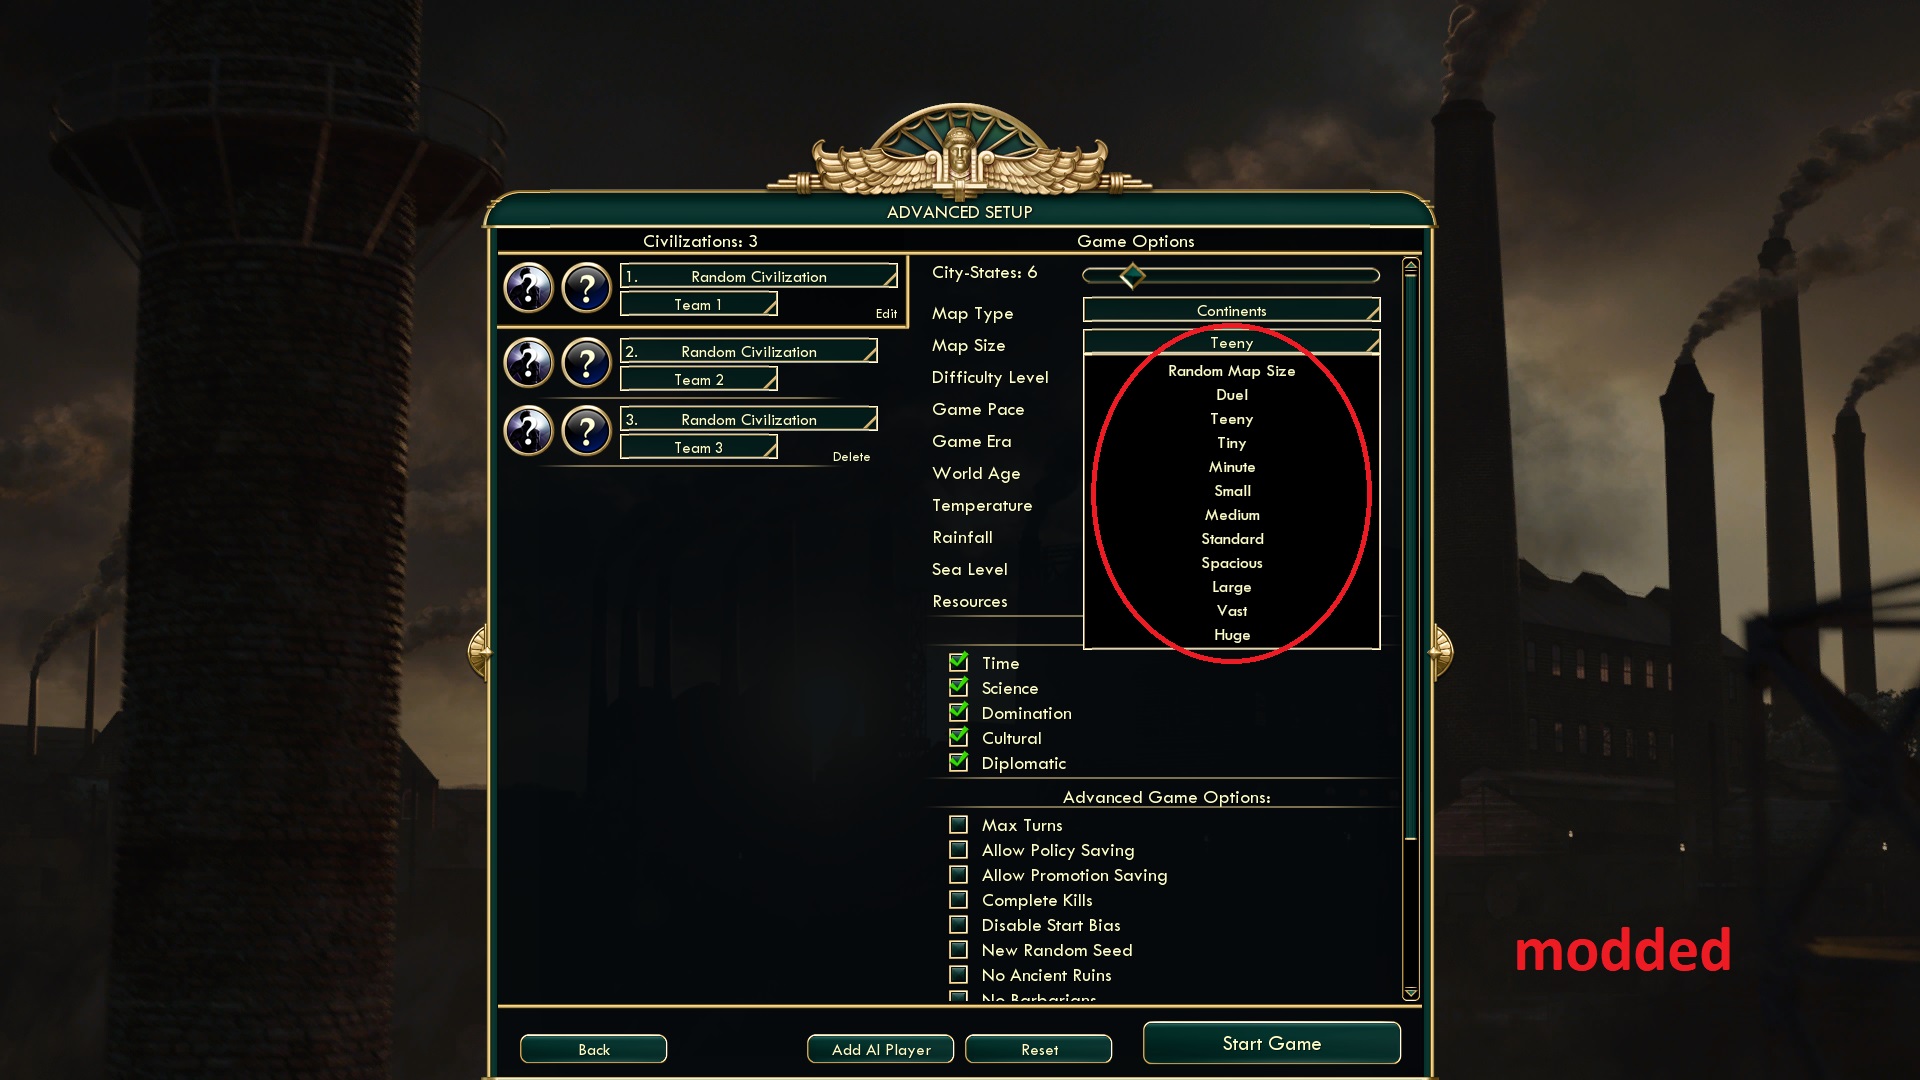 ADVANCED SETUP
Civilizations: 3
Game Options
?
?
1. Random Civilization
Team 1
Edit
?
?
2. Random Civilization
Team 2
?
?
3. Random Civilization
Team 3
Delete
City-States: 6
Map Type
Continents
Map Size
Teeny
Random Map Size
Duel
Teeny
Tiny
Minute
Small
Medium
Standard
Spacious
Large
Vast
Huge
Difficulty Level
Game Pace
Game Era
World Age
Temperature
Rainfall
Sea Level
Resources
Time
Science
Domination
Cultural
Diplomatic
Advanced Game Options:
Max Turns
Allow Policy Saving
Allow Promotion Saving
Complete Kills
Disable Start Bias
New Random Seed
No Ancient Ruins
No Barbarians
Back
Add AI Player
Reset
Start Game
modded